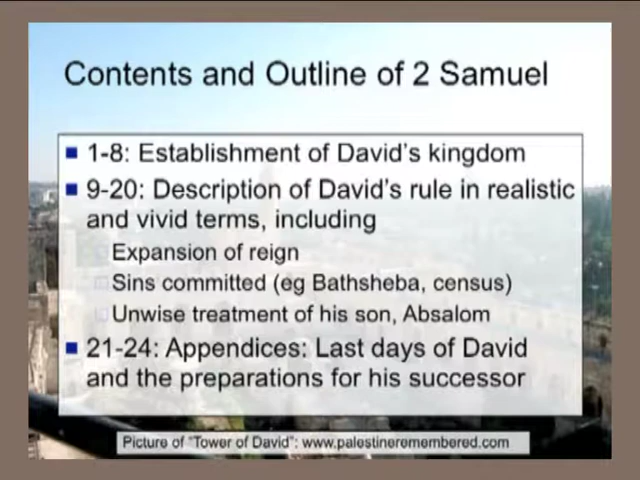 Contents and Outline of 2 Samuel
1-8: Establishment of David's kingdom
9-20: Description of David's rule in realistic
and vivid terms, including
Expansion of reign
Sins committed (eg Bathsheba, census)
Unwise treatment of his son, Absalom
21-24: Appendices: Last days of David
and the preparations for his successor
Picture of "Tower of David": www.palestineremembered.com